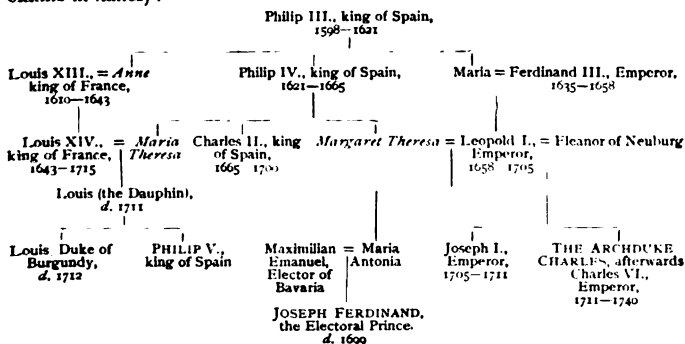 Philip III., king of Spain,
1598—1621
Louis XIII., = Anne
king of France,
1610—1643
Philip IV., king of Spain,
1621—1665
Maria = Ferdinand III., Emperor,
1635—1658
Louis XIV. = Maria
king of France, Theresa
1643—1715
Charles II., king
of Spain,
1665 1700
Margaret Theresa = Leopold I., = Eleanor of Neuburg
Emperor,
1658 1705
Louis (the Dauphin),
d. 1711
Louis Duke of
Burgundy,
d. 1712
PHILIP V.,
king of Spain
Maximilian = Maria
Emanuel, Antonia
Elector of
Bavaria
Joseph I.,
Emperor,
1705—1711
THE ARCHDUKE
CHARLES, afterwards
Charles VI.,
Emperor,
1711—1740
JOSEPH FERDINAND,
the Electoral Prince.
d. 1699